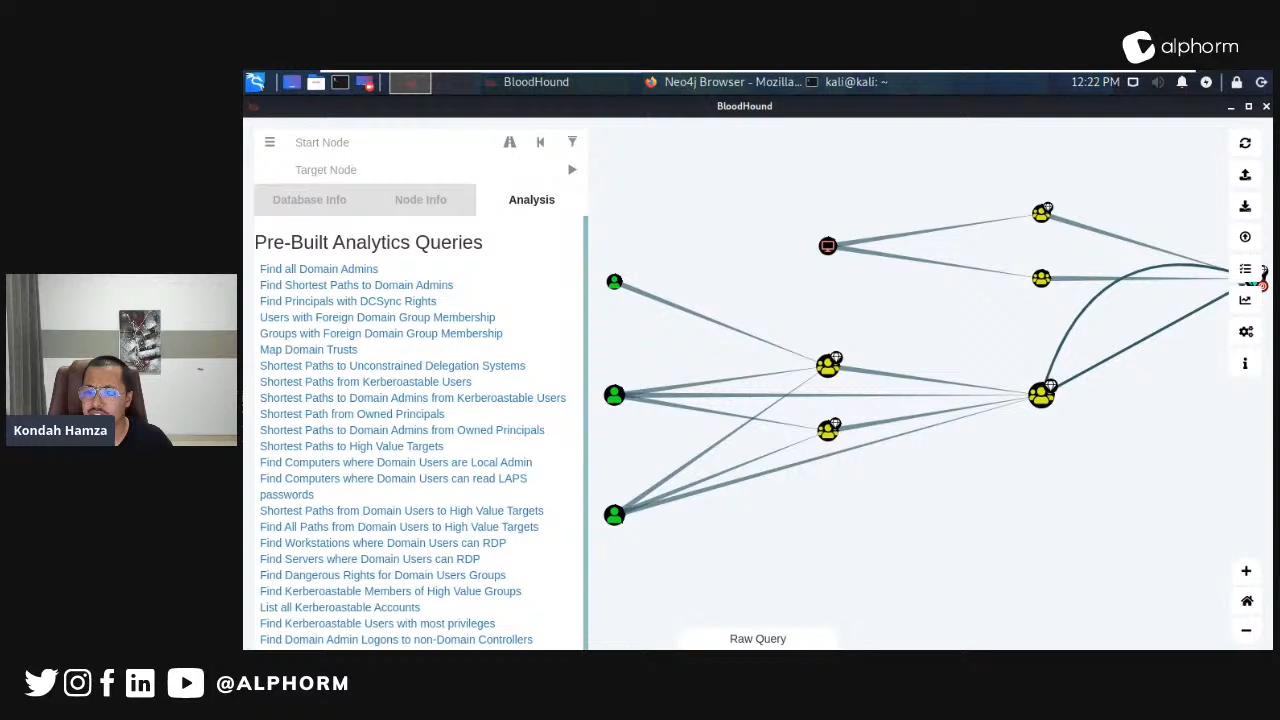 alphorm
BloodHound
Neo4j Browser - Mozilla...
kali@kali: ~
12:22 PM
BloodHound
Start Node
Target Node
Database Info
Node Info
Analysis
Pre-Built Analytics Queries
Find all Domain Admins
Find Shortest Paths to Domain Admins
Find Principals with DCSync Rights
Users with Foreign Domain Group Membership
Groups with Foreign Domain Group Membership
Map Domain Trusts
Shortest Paths to Unconstrained Delegation Systems
Shortest Paths from Kerberoastable Users
Shortest Paths to Domain Admins from Kerberoastable Users
Shortest Path from Owned Principals
Shortest Paths to Domain Admins from Owned Principals
Shortest Paths to High Value Targets
Find Computers where Domain Users are Local Admin
Find Computers where Domain Users can read LAPS
passwords
Shortest Paths from Domain Users to High Value Targets
Find All Paths from Domain Users to High Value Targets
Find Workstations where Domain Users can RDP
Find Servers where Domain Users can RDP
Find Dangerous Rights for Domain Users Groups
Find Kerberoastable Members of High Value Groups
List all Kerberoastable Accounts
Find Kerberoastable Users with most privileges
Find Domain Admin Logons to non-Domain Controllers
Raw Query
Kondah Hamza
@ALPHORM